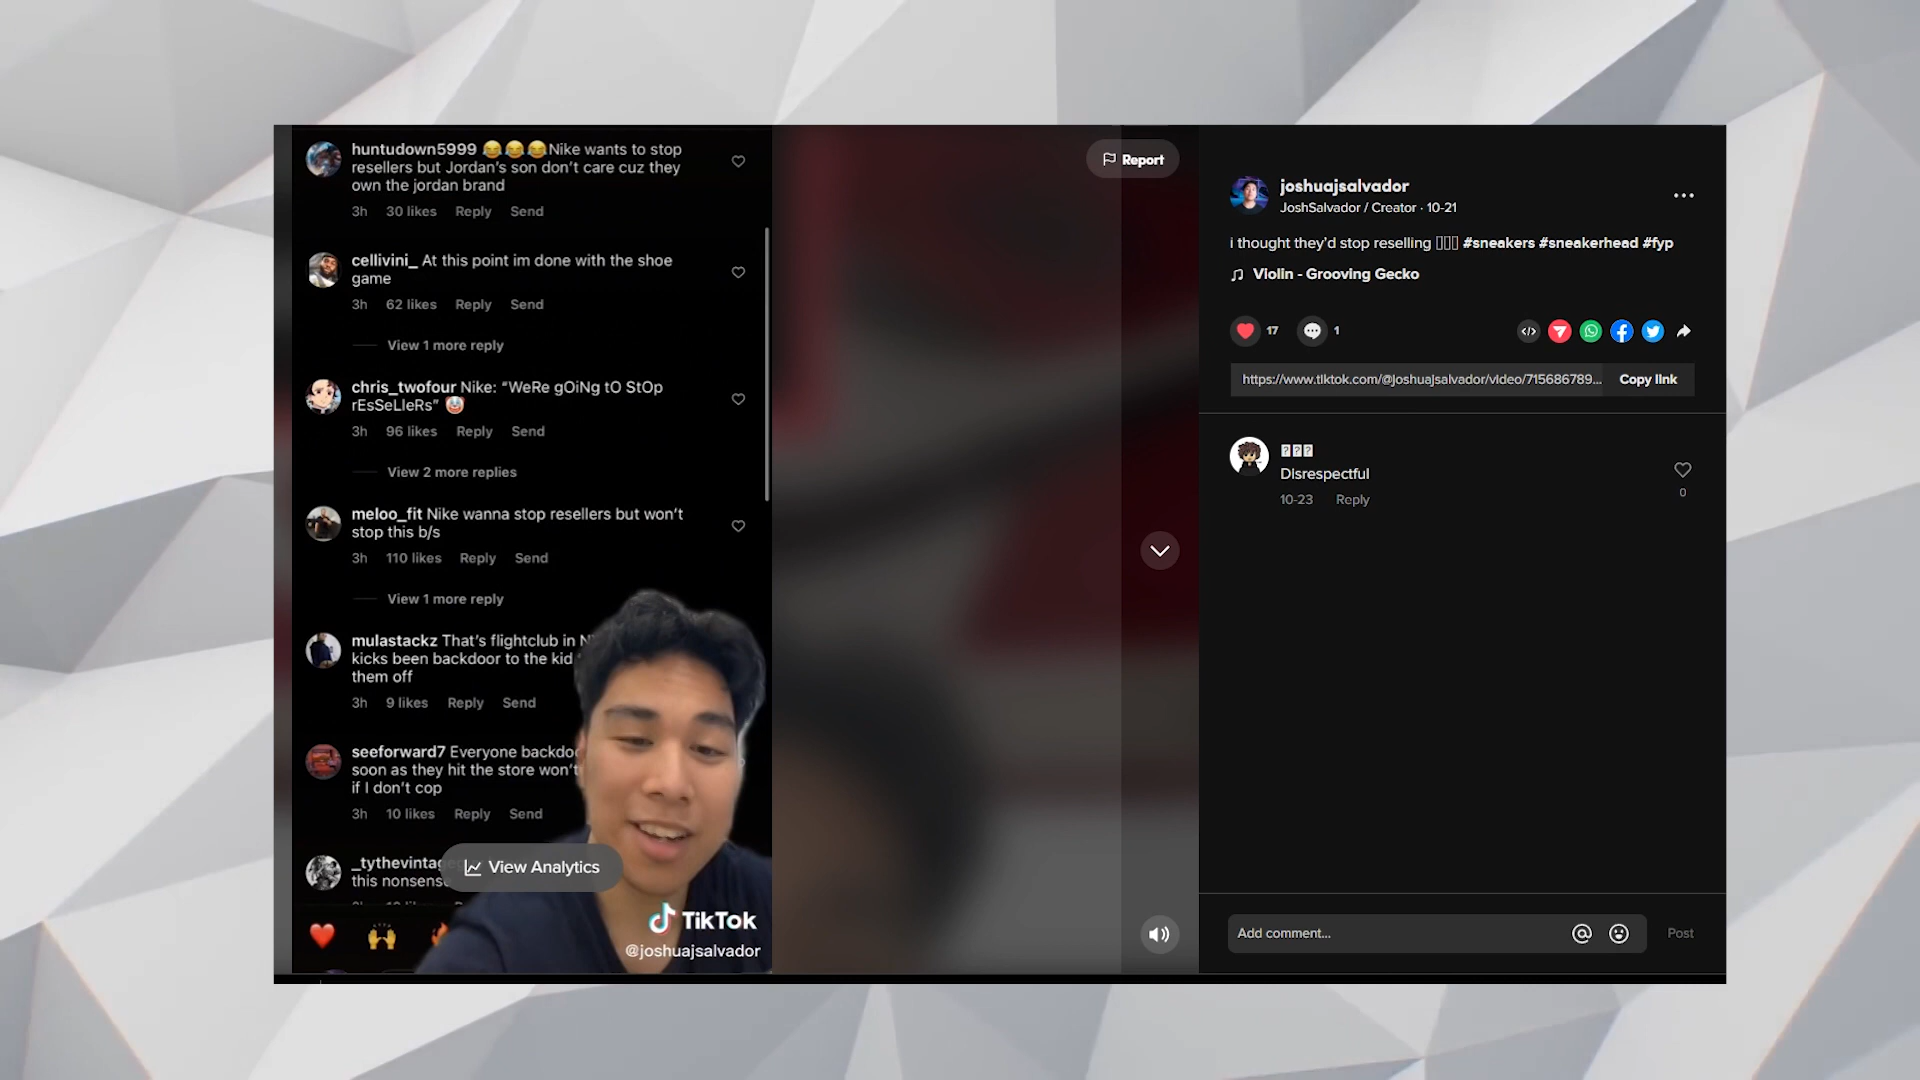 huntudown5999 😂😂😂Nike wants to stop
resellers but Jordan's son don't care cuz they
own the jordan brand
3h 30 likes Reply Send
cellivini_ At this point im done with the shoe
game
3h 62 likes Reply Send
View 1 more reply
chris_twofour Nike: "WeRe gOiNg tO StOp
rEsSeLleRs" 🤡
3h 96 likes Reply Send
View 2 more replies
meloo_fit Nike wanna stop resellers but won't
stop this b/s
3h 110 likes Reply Send
View 1 more reply
mulastackz That's flightclub in
kicks been backdoor to the kid
them off
3h 9 likes Reply Send
seeforward7 Everyone
soon as they hit the store won't
if I don't cop
3h 10 likes Reply Send
this nonsense
View Analytics
TikTok
@joshuajsalvador
Report
joshuajsalvador
JoshSalvador / Creator · 10-21
i thought they'd stop reselling #sneakers #sneakerhead #fyp
Violin - Grooving Gecko
17 1
https://www.tiktok.com/@joshuajsalvador/video/715686789... Copy link
Disrespectful
0
10-23 Reply
Add comment... Post